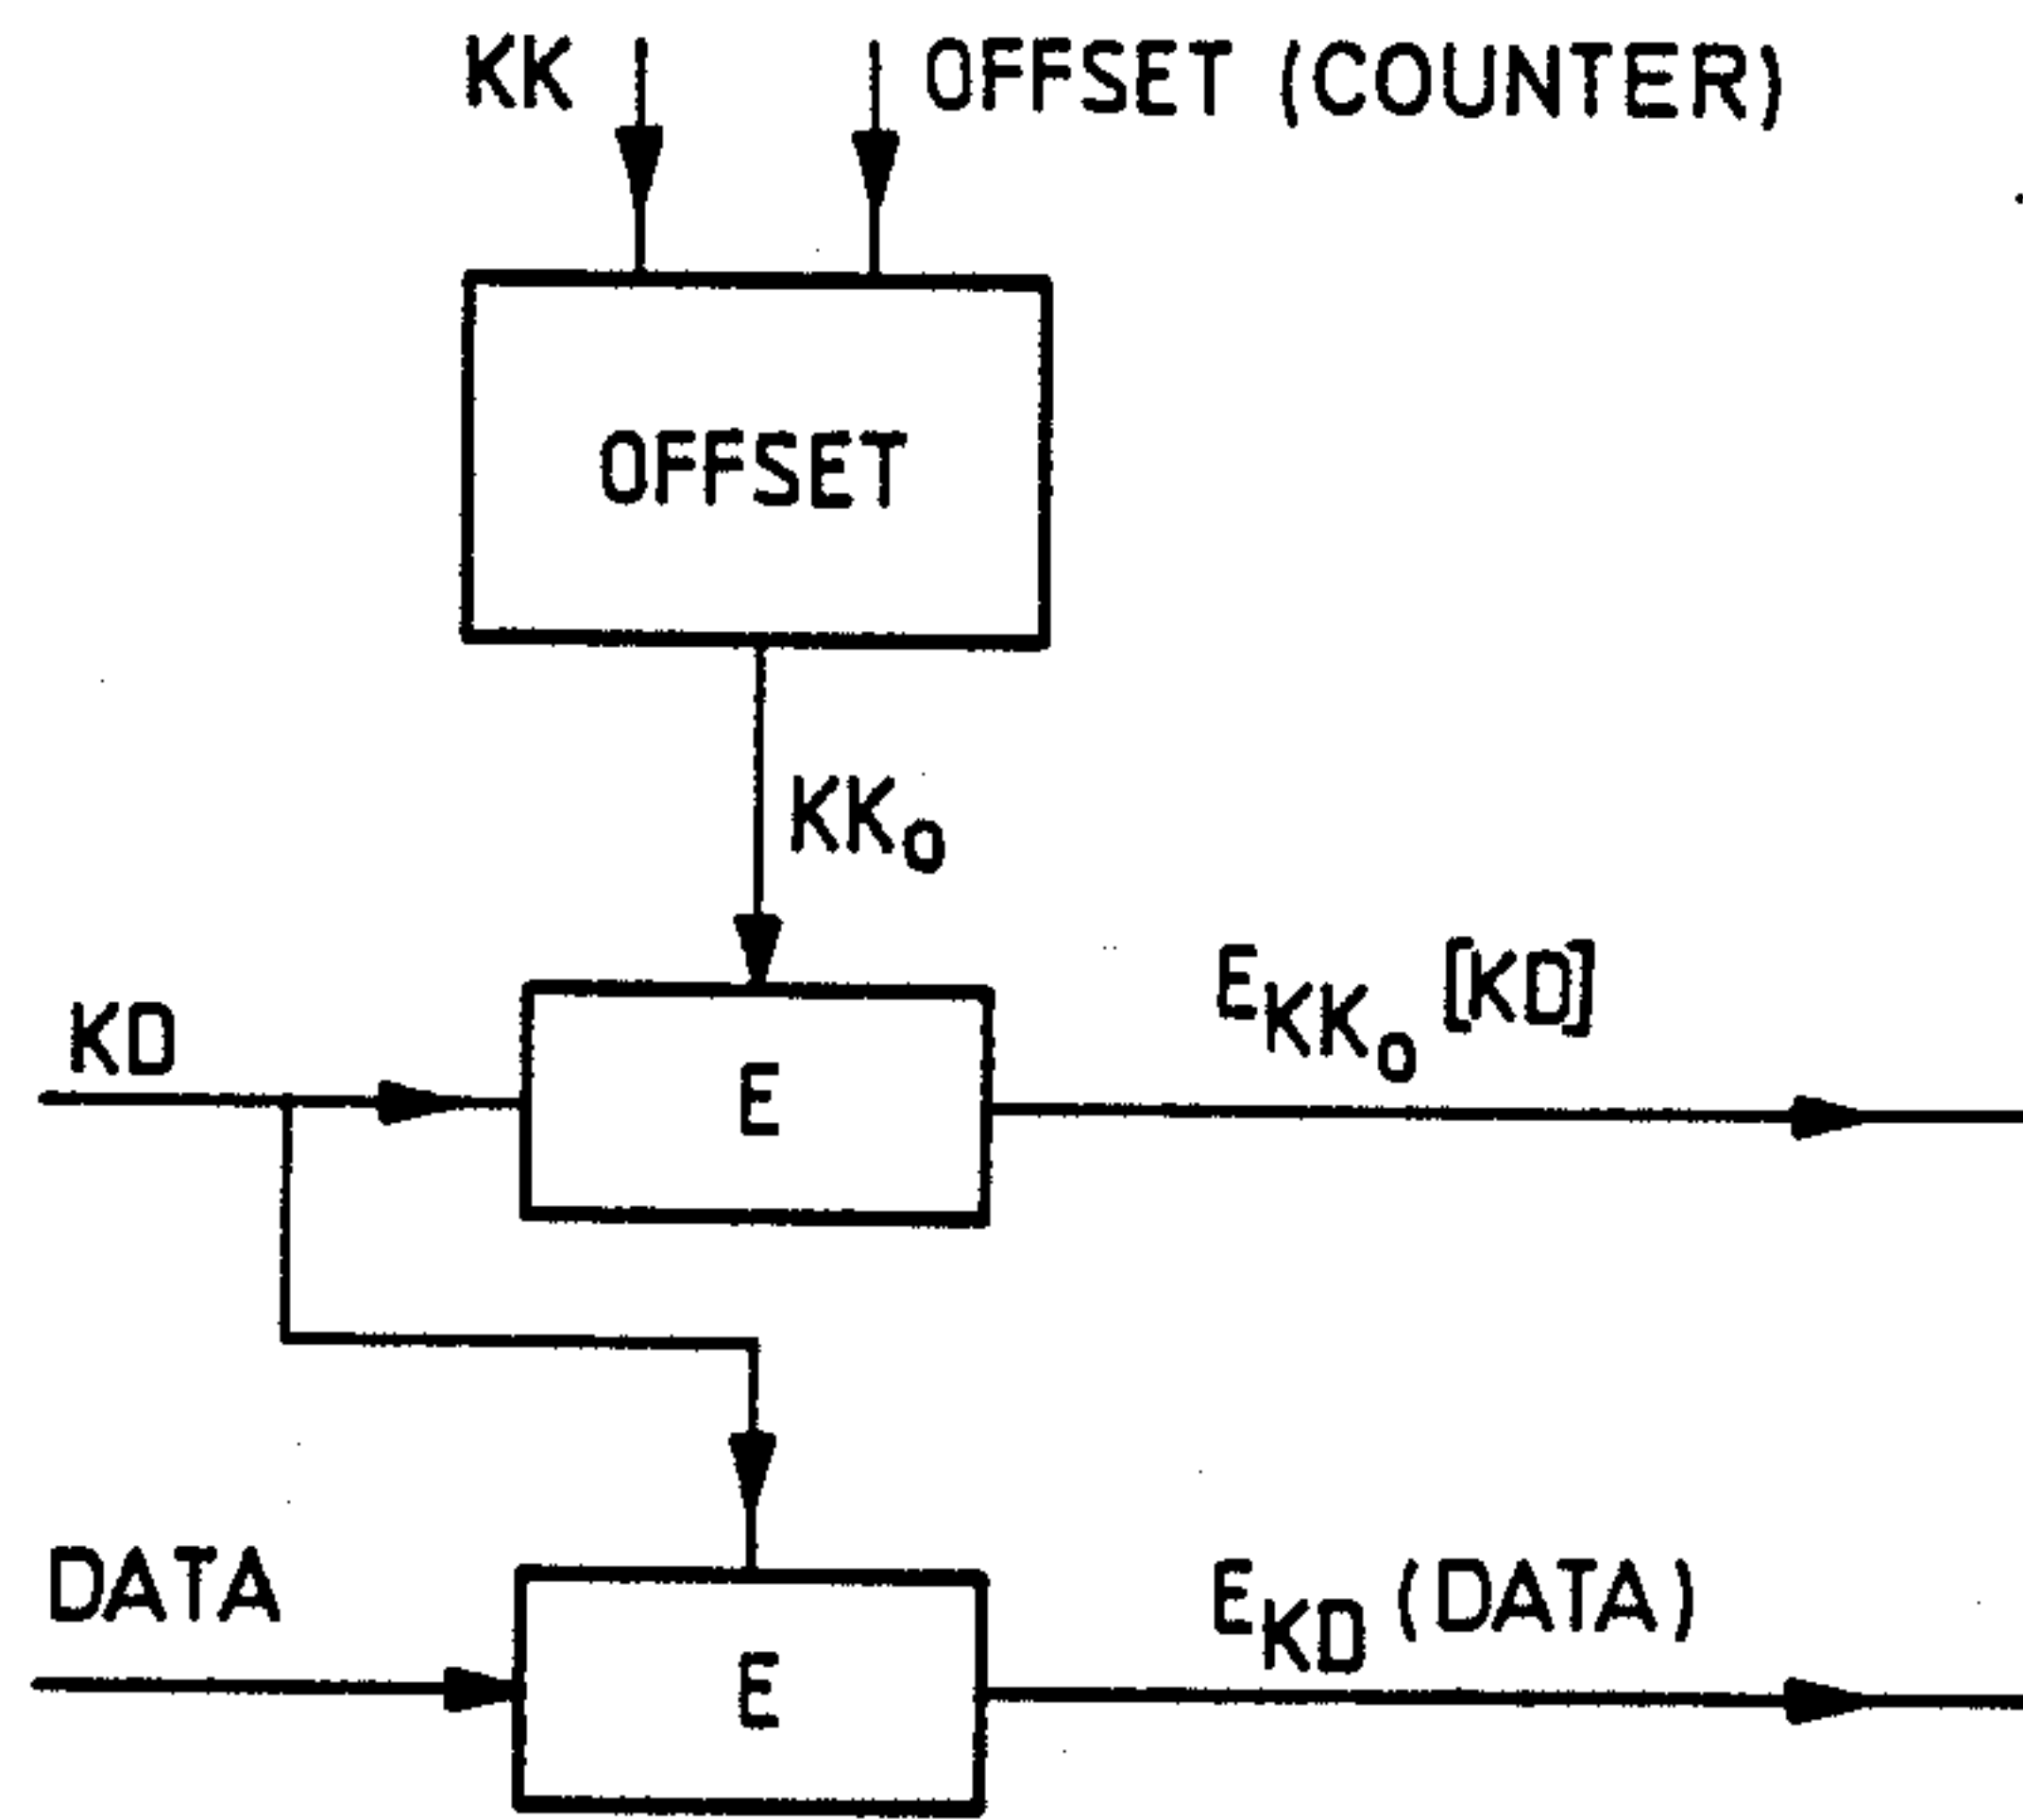 KK OFFSET (COUNTER)
OFFSET
KKo
KD E EKKo [KD]
DATA E EKD (DATA)